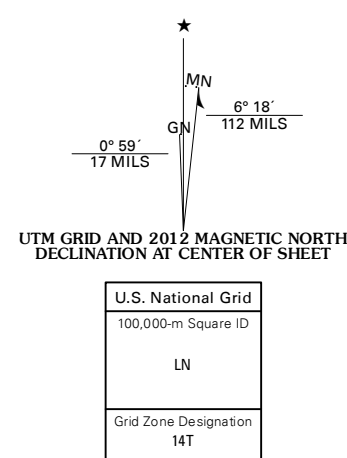 ★
MN
6° 18´
112 MILS
GN
0° 59´
17 MILS
UTM GRID AND 2012 MAGNETIC NORTH
DECLINATION AT CENTER OF SHEET
U.S. National Grid
100,000-m Square ID
LN
Grid Zone Designation
14T